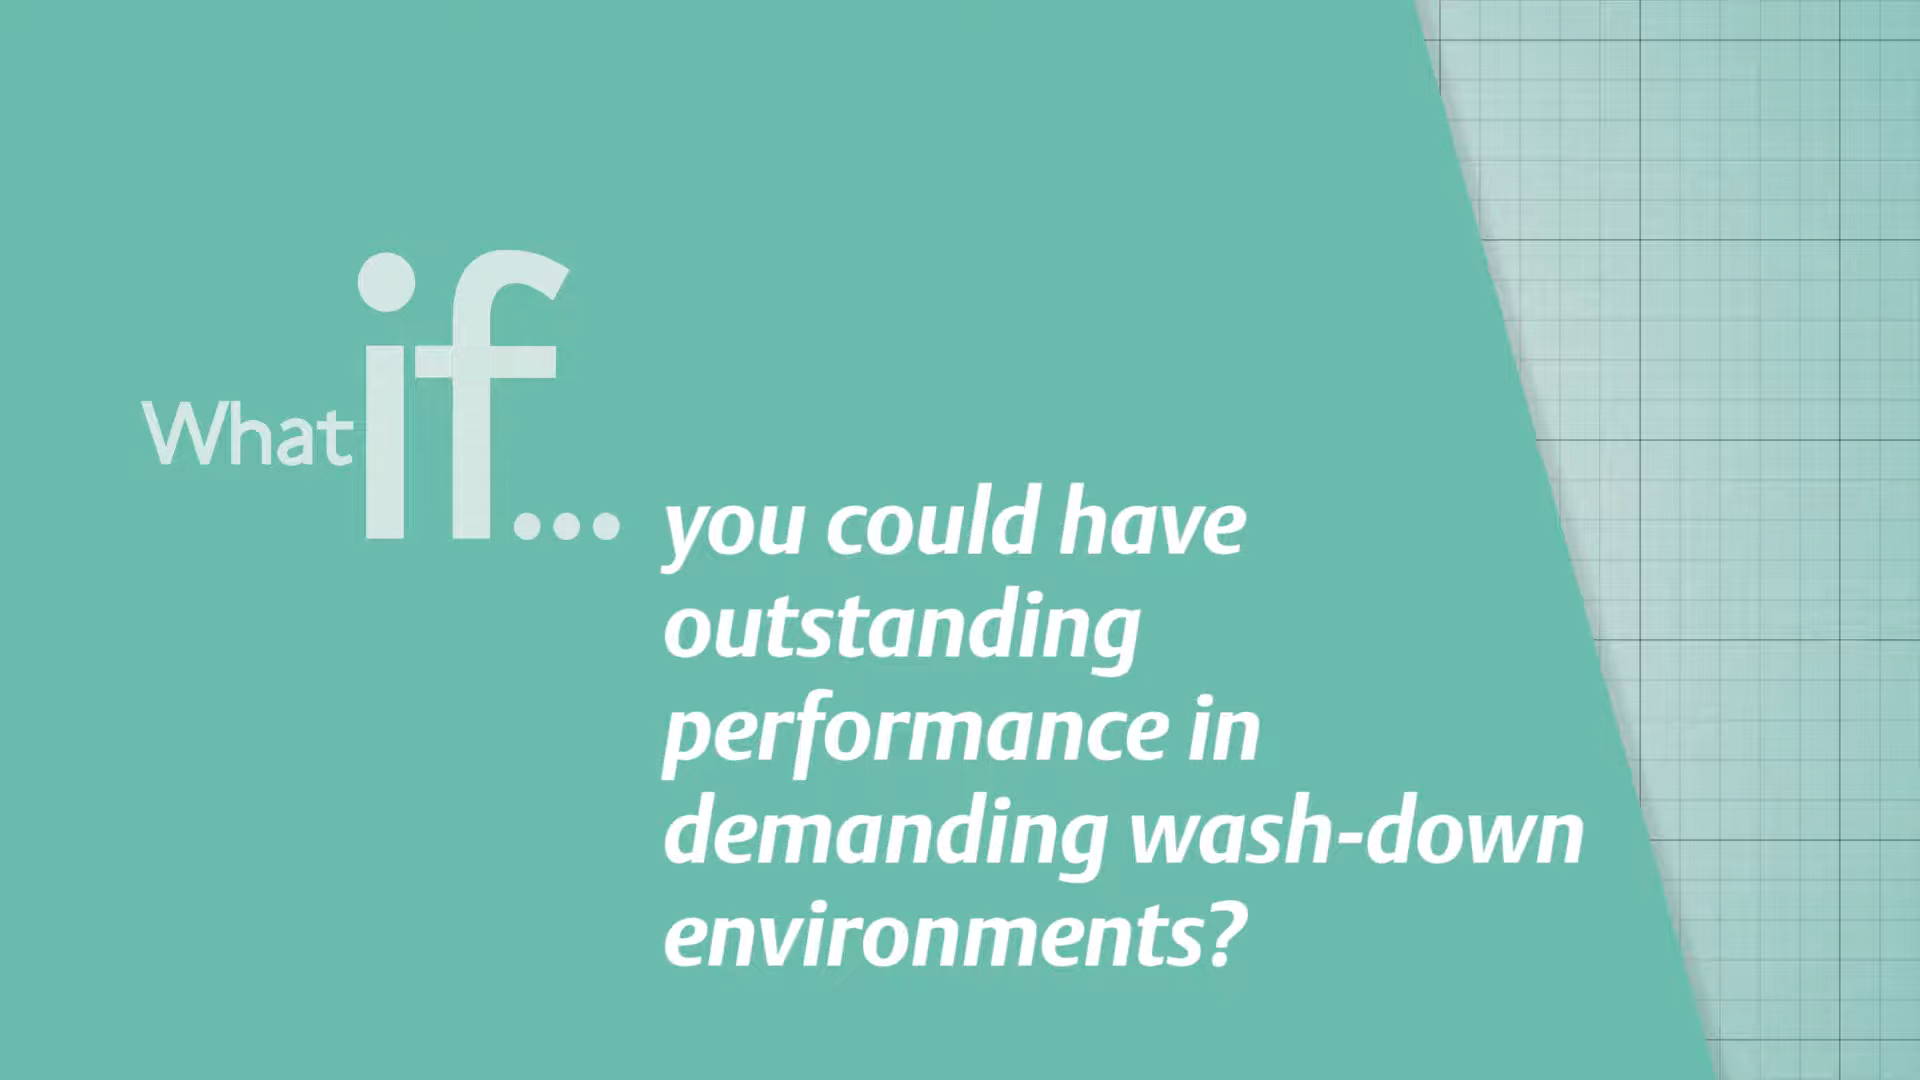 What if...
you could have
outstanding
performance in
demanding wash-down
environments?